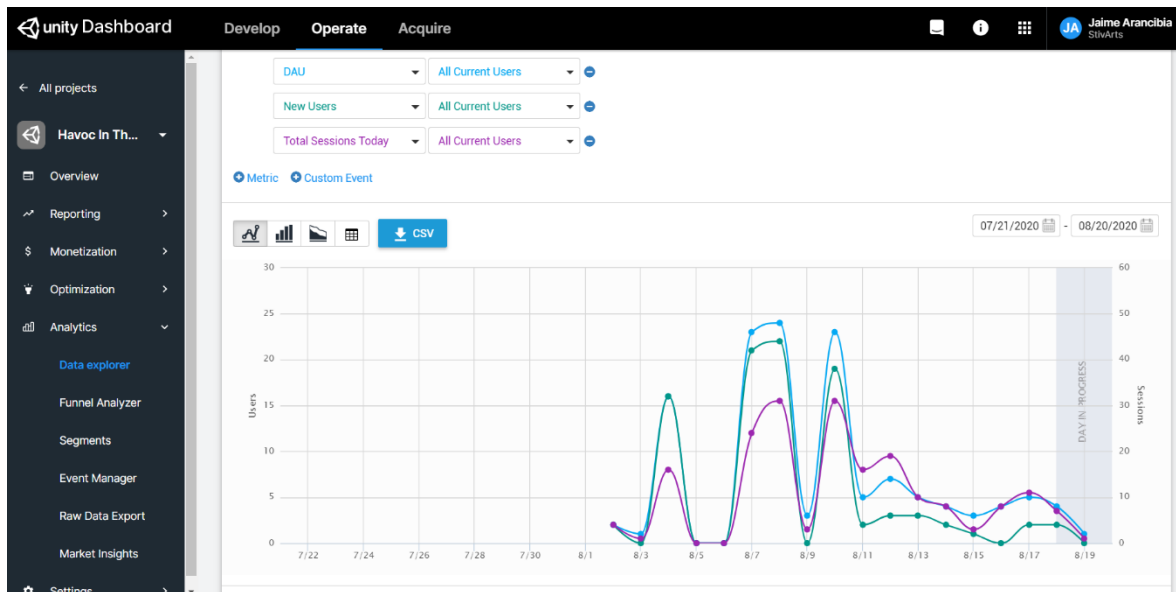 unity Dashboard Develop Operate Acquire JA Jaime Arancibia
StivArts
All projects
Havoc In Th...
Overview
Reporting
$ Monetization
Optimization
Analytics
Data explorer
Funnel Analyzer
Segments
Event Manager
Raw Data Export
Market Insights
Settings
DAU All Current Users
New Users All Current Users
Total Sessions Today All Current Users
Metric Custom Event
CSV 07/21/2020 - 08/20/2020
30 60
25 50
20 40
15 30
10 20
5 10
0 0
Users
Sessions
DAY IN PROGRESS
7/22 7/24 7/26 7/28 7/30 8/1 8/3 8/5 8/7 8/9 8/11 8/13 8/15 8/17 8/19